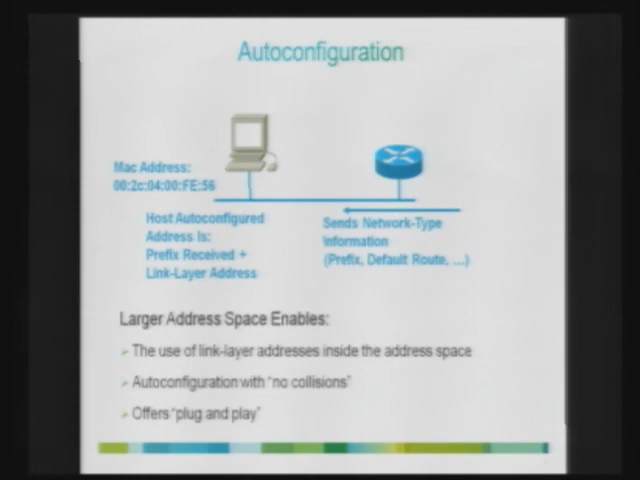 Autoconfiguration
Mac Address:
00:2c:04:00:FE:56
Host Autoconfigured
Address Is:
Prefix Received +
Link-Layer Address
Sends Network-Type
Information
(Prefix, Default Route, ...)
Larger Address Space Enables:
The use of link-layer addresses inside the address space
Autoconfiguration with "no collisions"
Offers "plug and play"